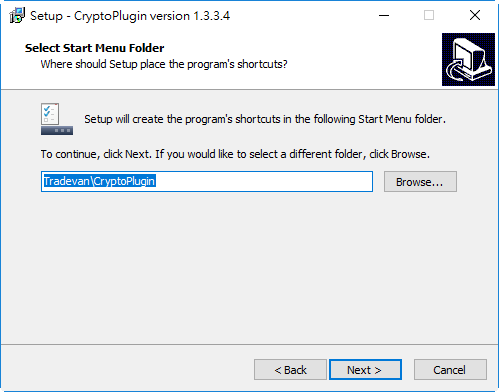 Setup - CryptoPlugin version 1.3.3.4
Select Start Menu Folder
Where should Setup place the program's shortcuts?
Setup will create the program's shortcuts in the following Start Menu folder.
To continue, click Next. If you would like to select a different folder, click Browse.
Tradevan\CryptoPlugin
Browse...
< Back
Next >
Cancel